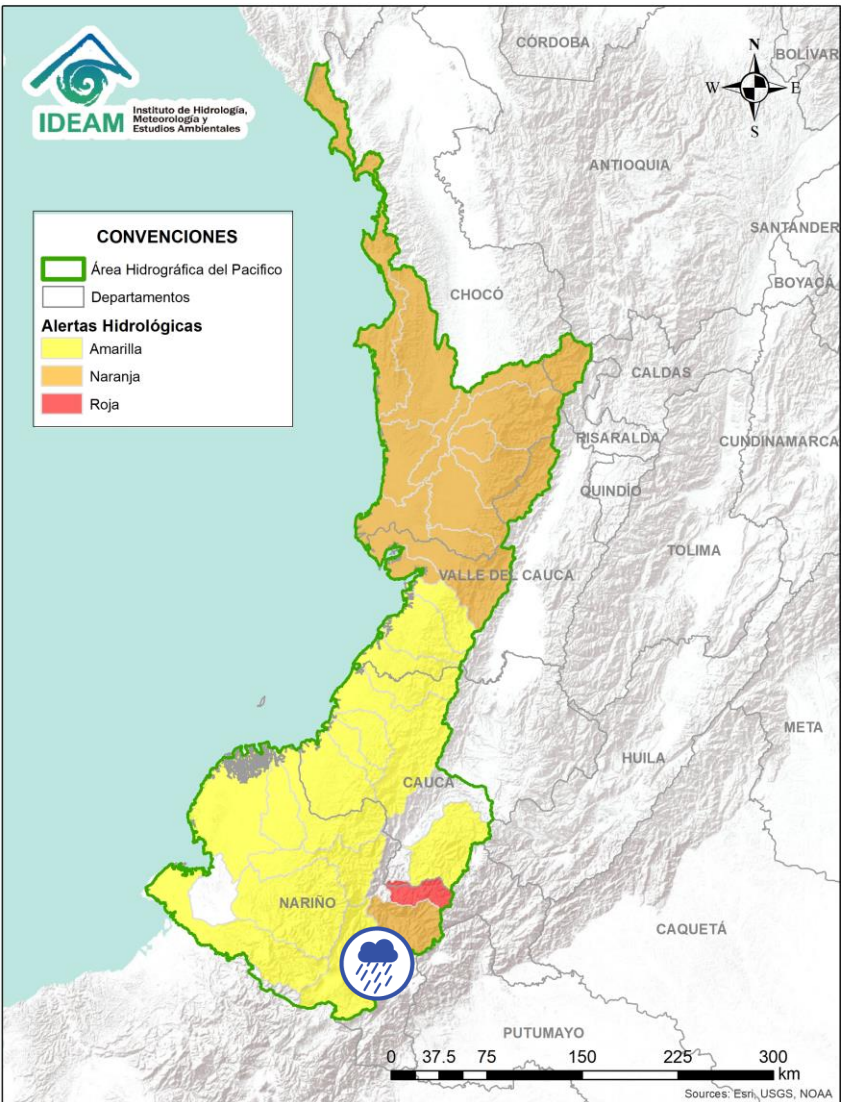 IDEAM
Instituto de Hidrología,
Meteorología y
Estudios Ambientales
N
W
E
S
CÓRDOBA
BOLÍVAR
ANTIOQUIA
SANTANDER
BOYACÁ
CHOCÓ
CONVENCIONES
Área Hidrográfica del Pacifico
Departamentos
Alertas Hidrológicas
Amarilla
Naranja
Roja
CALDAS
RISARALDA
CUNDINAMARCA
QUINDÍO
TOLIMA
VALLE DEL CAUCA
META
HUILA
CAUCA
NARIÑO
CAQUETÁ
PUTUMAYO
0 37.5 75 150 225 300
km
Sources: Esri, USGS, NOAA